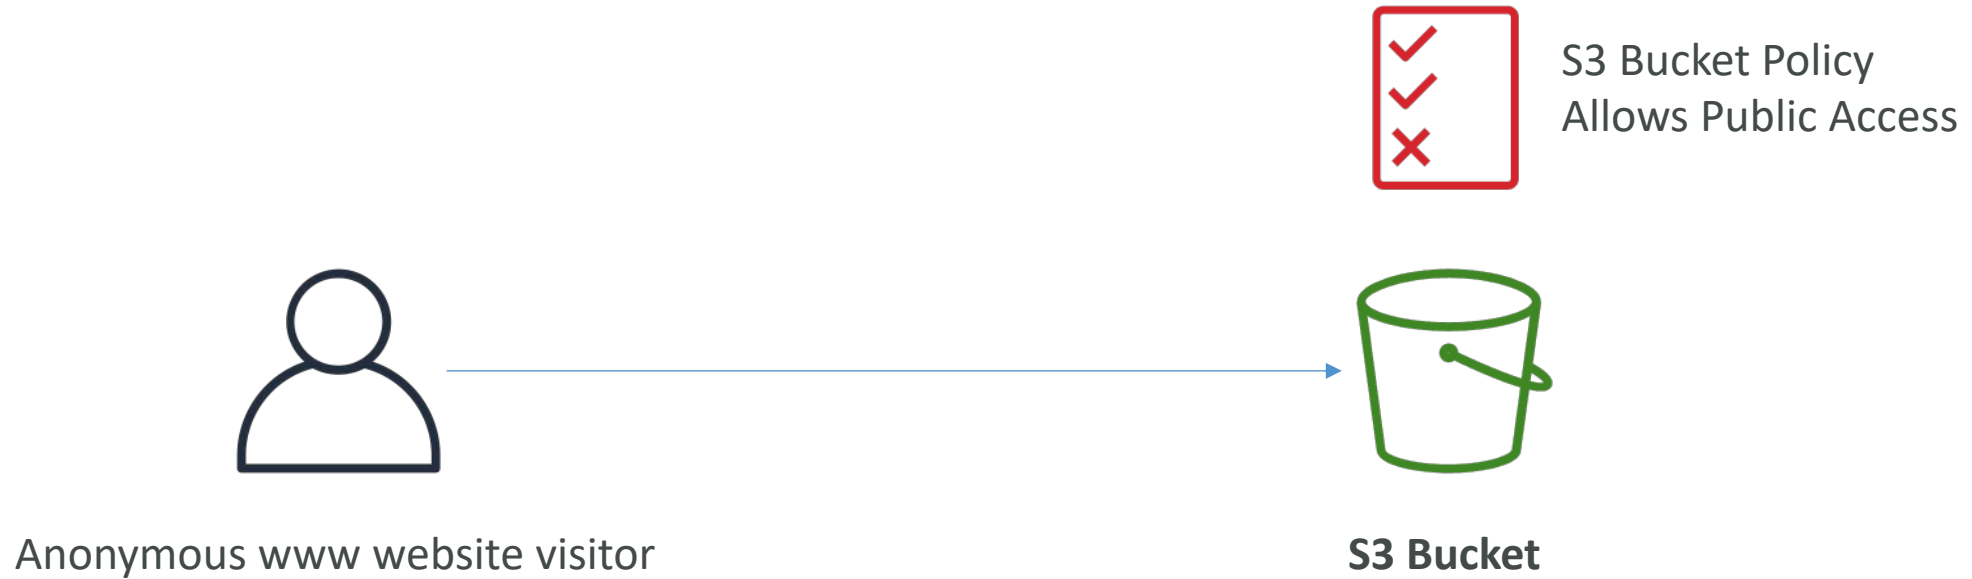 S3 Bucket Policy
Allows Public Access
Anonymous www website visitor
S3 Bucket